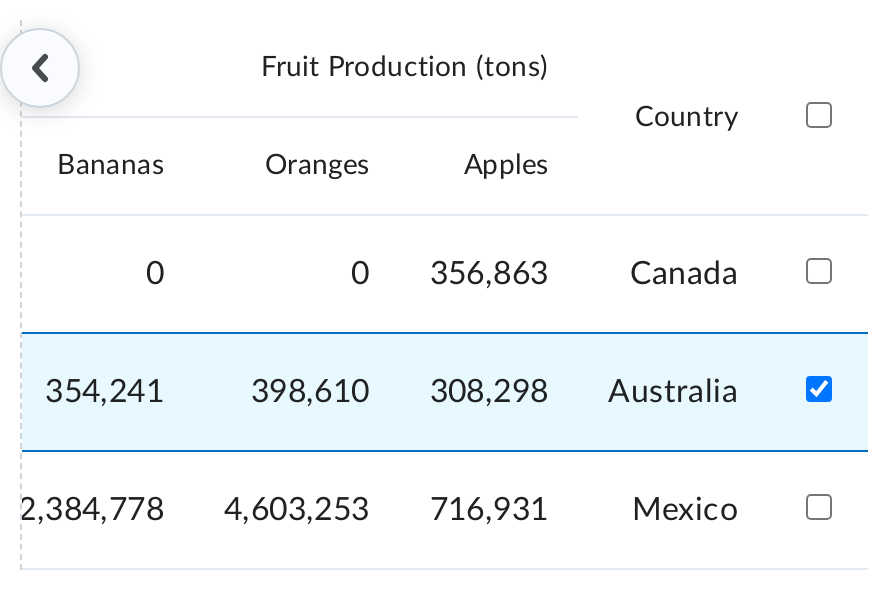 Fruit Production (tons)
Country
Bananas Oranges Apples
0 0 356,863 Canada
354,241 398,610 308,298 Australia
2,384,778 4,603,253 716,931 Mexico